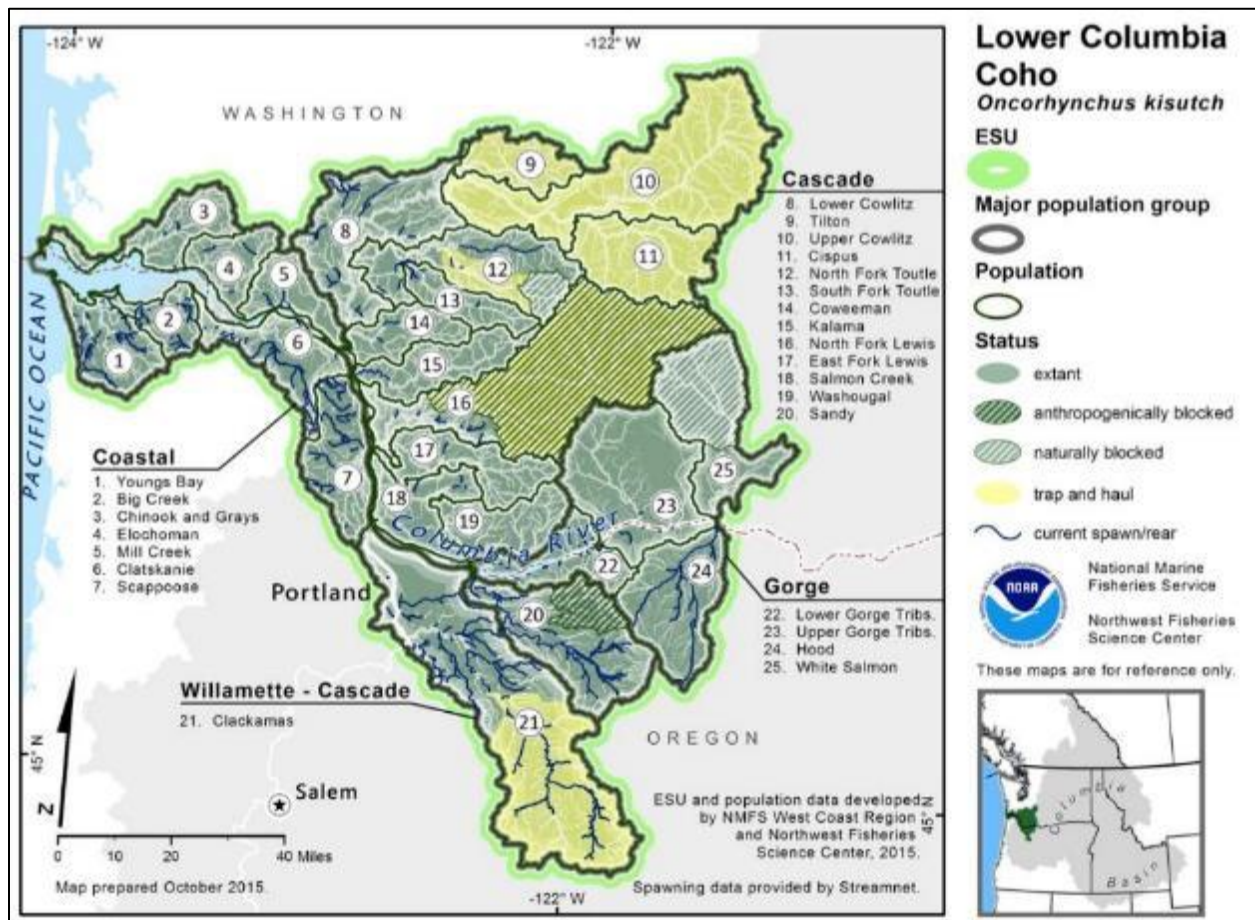 -124° W
-122° W
WASHINGTON
PACIFIC OCEAN
3
9
10
8
4
5
12
11
2
13
14
1
6
15
16
17
25
7
18
23
19
Columbia River
22
24
Portland
20
21
OREGON
Salem
Coastal
1. Youngs Bay
2. Big Creek
3. Chinook and Grays
4. Elochoman
5. Mill Creek
6. Clatskanie
7. Scappoose
Cascade
8. Lower Cowlitz
9. Tilton
10. Upper Cowlitz
11. Cispus
12. North Fork Toutle
13. South Fork Toutle
14. Coweeman
15. Kalama
16. North Fork Lewis
17. East Fork Lewis
18. Salmon Creek
19. Washougal
20. Sandy
Gorge
22. Lower Gorge Tribs.
23. Upper Gorge Tribs.
24. Hood
25. White Salmon
Willamette - Cascade
21. Clackamas
45° N
Z
0 10 20 40 Miles
Map prepared October 2015.
ESU and population data developed
by NMFS West Coast Region
and Northwest Fisheries
Science Center, 2015.
Spawning data provided by Streamnet.
45° N
-122° W
Lower Columbia
Coho
Oncorhynchus kisutch
ESU
Major population group
Population
Status
extant
anthropogenically blocked
naturally blocked
trap and haul
current spawn/rear
NOAA
National Marine
Fisheries Service
Northwest Fisheries
Science Center
These maps are for reference only.
Columbia
Basin